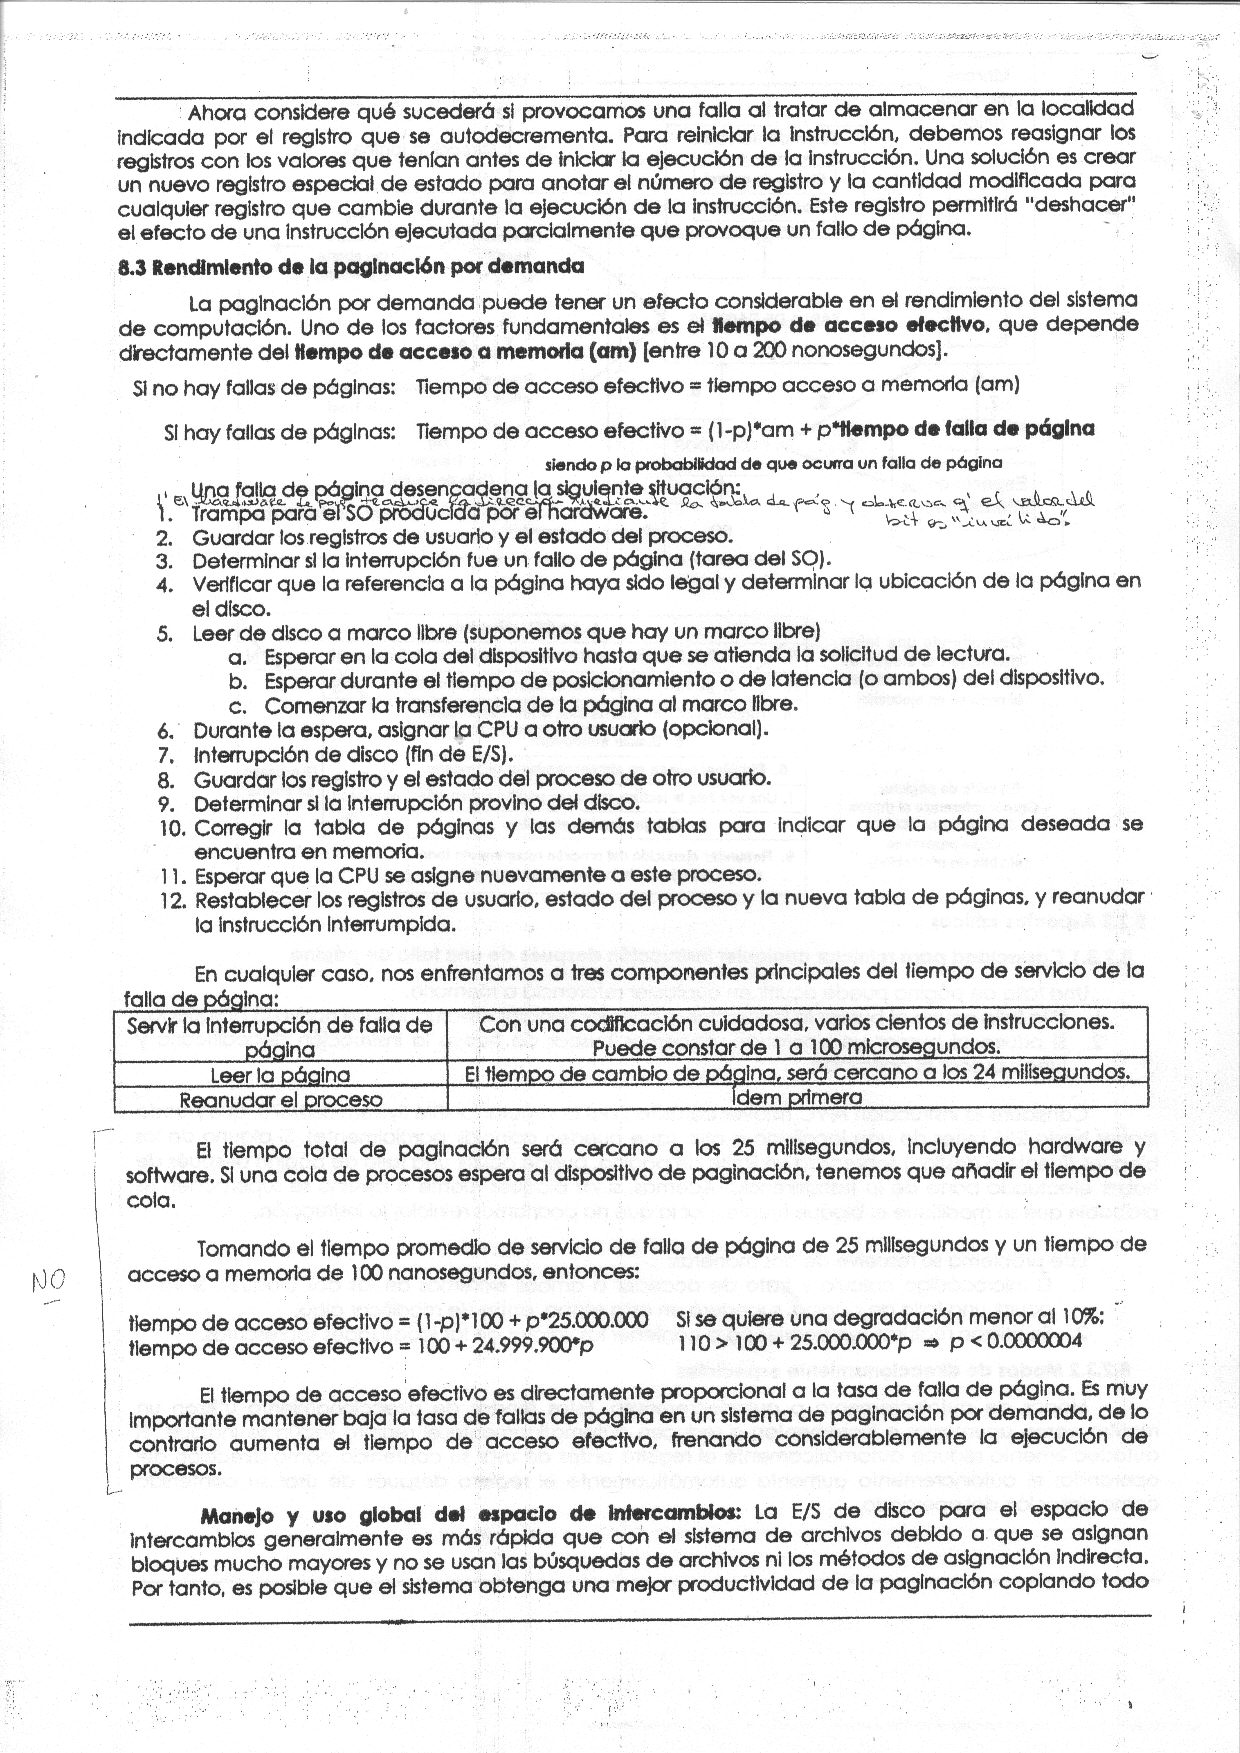 Ahora considere qué sucederá si provocamos una falla al tratar de almacenar en la localidad
indicada por el registro que se autodecrementa. Para reiniciar la instrucción, debemos reasignar los
registros con los valores que tenían antes de iniciar la ejecución de la instrucción. Una solución es crear
un nuevo registro especial de estado para anotar el número de registro y la cantidad modificada para
cualquier registro que cambie durante la ejecución de la instrucción. Este registro permitirá "deshacer"
el efecto de una instrucción ejecutada parcialmente que provoque un fallo de página.
8.3 Rendimiento de la paginación por demanda
La paginación por demanda puede tener un efecto considerable en el rendimiento del sistema
de computación. Uno de los factores fundamentales es el tiempo de acceso efectivo, que depende
directamente del tiempo de acceso a memoria (am) [entre 10 a 200 nonosegundos].
Si no hay fallas de páginas: Tiempo de acceso efectivo = tiempo acceso a memoria (am)
Si hay fallas de páginas: Tiempo de acceso efectivo = (1-p)*am + p*tiempo de falla de página
siendo p la probabilidad de que ocurra un falla de página
Una falla de página desencadena la siguiente situación:
1' El hardware de pag. traduce la dirección mediante la tabla de pág. y observa q' el valor del
bit es "inválido".
1. Trampa para el SO producida por el hardware.
2. Guardar los registros de usuario y el estado del proceso.
3. Determinar si la interrupción fue un fallo de página (tarea del SO).
4. Verificar que la referencia a la página haya sido legal y determinar la ubicación de la página en
el disco.
5. Leer de disco a marco libre (suponemos que hay un marco libre)
a. Esperar en la cola del dispositivo hasta que se atienda la solicitud de lectura.
b. Esperar durante el tiempo de posicionamiento o de latencia (o ambos) del dispositivo.
c. Comenzar la transferencia de la página al marco libre.
6. Durante la espera, asignar la CPU a otro usuario (opcional).
7. Interrupción de disco (fin de E/S).
8. Guardar los registro y el estado del proceso de otro usuario.
9. Determinar si la interrupción provino del disco.
10. Corregir la tabla de páginas y las demás tablas para indicar que la página deseada se
encuentra en memoria.
11. Esperar que la CPU se asigne nuevamente a este proceso.
12. Restablecer los registros de usuario, estado del proceso y la nueva tabla de páginas, y reanudar
la instrucción interrumpida.
En cualquier caso, nos enfrentamos a tres componentes principales del tiempo de servicio de la
falla de página:
Servir la interrupción de falla de página Con una codificación cuidadosa, varios cientos de instrucciones.
Puede constar de 1 a 100 microsegundos.
Leer la página El tiempo de cambio de página, será cercano a los 24 milisegundos.
Reanudar el proceso Ídem primera
El tiempo total de paginación será cercano a los 25 milisegundos, incluyendo hardware y
software. Si una cola de procesos espera al dispositivo de paginación, tenemos que añadir el tiempo de
cola.
Tomando el tiempo promedio de servicio de falla de página de 25 milisegundos y un tiempo de
NO
acceso a memoria de 100 nanosegundos, entonces:
tiempo de acceso efectivo = (1-p)*100 + p*25.000.000 Si se quiere una degradación menor al 10%:
tiempo de acceso efectivo = 100 + 24.999.900*p 110 > 100 + 25.000.000*p ⇒ p < 0.0000004
El tiempo de acceso efectivo es directamente proporcional a la tasa de falla de página. Es muy
importante mantener baja la tasa de fallas de página en un sistema de paginación por demanda, de lo
contrario aumenta el tiempo de acceso efectivo, frenando considerablemente la ejecución de
procesos.
Manejo y uso global del espacio de intercambios: La E/S de disco para el espacio de
intercambios generalmente es más rápida que con el sistema de archivos debido a que se asignan
bloques mucho mayores y no se usan las búsquedas de archivos ni los métodos de asignación indirecta.
Por tanto, es posible que el sistema obtenga una mejor productividad de la paginación copiando todo